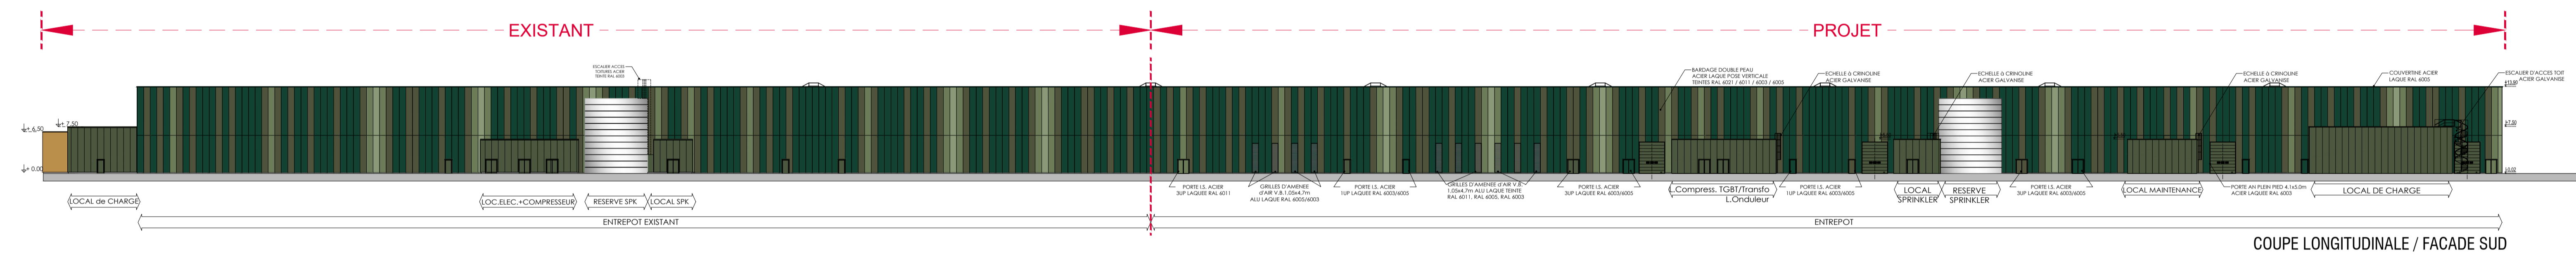 EXISTANT
PROJET
ESCALIER ACCES
TOITURES ACIER
TEINTE RAL 6003
BARDAGE DOUBLE PEAU
ACIER LAQUE POSE VERTICALE
TEINTES RAL 6021 / 6011 / 6003 / 6005
ECHELLE à CRINOLINE
ACIER GALVANISE
ECHELLE à CRINOLINE
ACIER GALVANISE
ECHELLE à CRINOLINE
ACIER GALVANISE
COUVERTINE ACIER
LAQUE RAL 6005
ESCALIER D'ACCES TOIT
ACIER GALVANISE
+13.90
+ 7.50
+ 6.50
+7.50
+ 0.00
PORTE I.S. ACIER
3UP LAQUEE RAL 6011
GRILLES D'AMENEE
d'AIR V.B.1.05x4.7m
ALU LAQUE RAL 6005/6003
PORTE I.S. ACIER
1UP LAQUEE RAL 6003/6005
GRILLES D'AMENEE d'AIR V.B.
1.05x4.7m ALU LAQUE TEINTE
RAL 6011, RAL 6005, RAL 6003
PORTE I.S. ACIER
3UP LAQUEE RAL 6003/6005
L.Compress. TGBT/Transfo
L.Onduleur
PORTE I.S. ACIER
1UP LAQUEE RAL 6003/6005
LOCAL
SPRINKLER
RESERVE
SPRINKLER
PORTE I.S. ACIER
3UP LAQUEE RAL 6003/6005
LOCAL MAINTENANCE
PORTE AN PLEIN PIED 4.1x5.0m
ACIER LAQUEE RAL 6003
LOCAL DE CHARGE
LOCAL de CHARGE
LOC.ELEC.+COMPRESSEUR
RESERVE SPK
LOCAL SPK
ENTREPOT EXISTANT
ENTREPOT
COUPE LONGITUDINALE / FACADE SUD